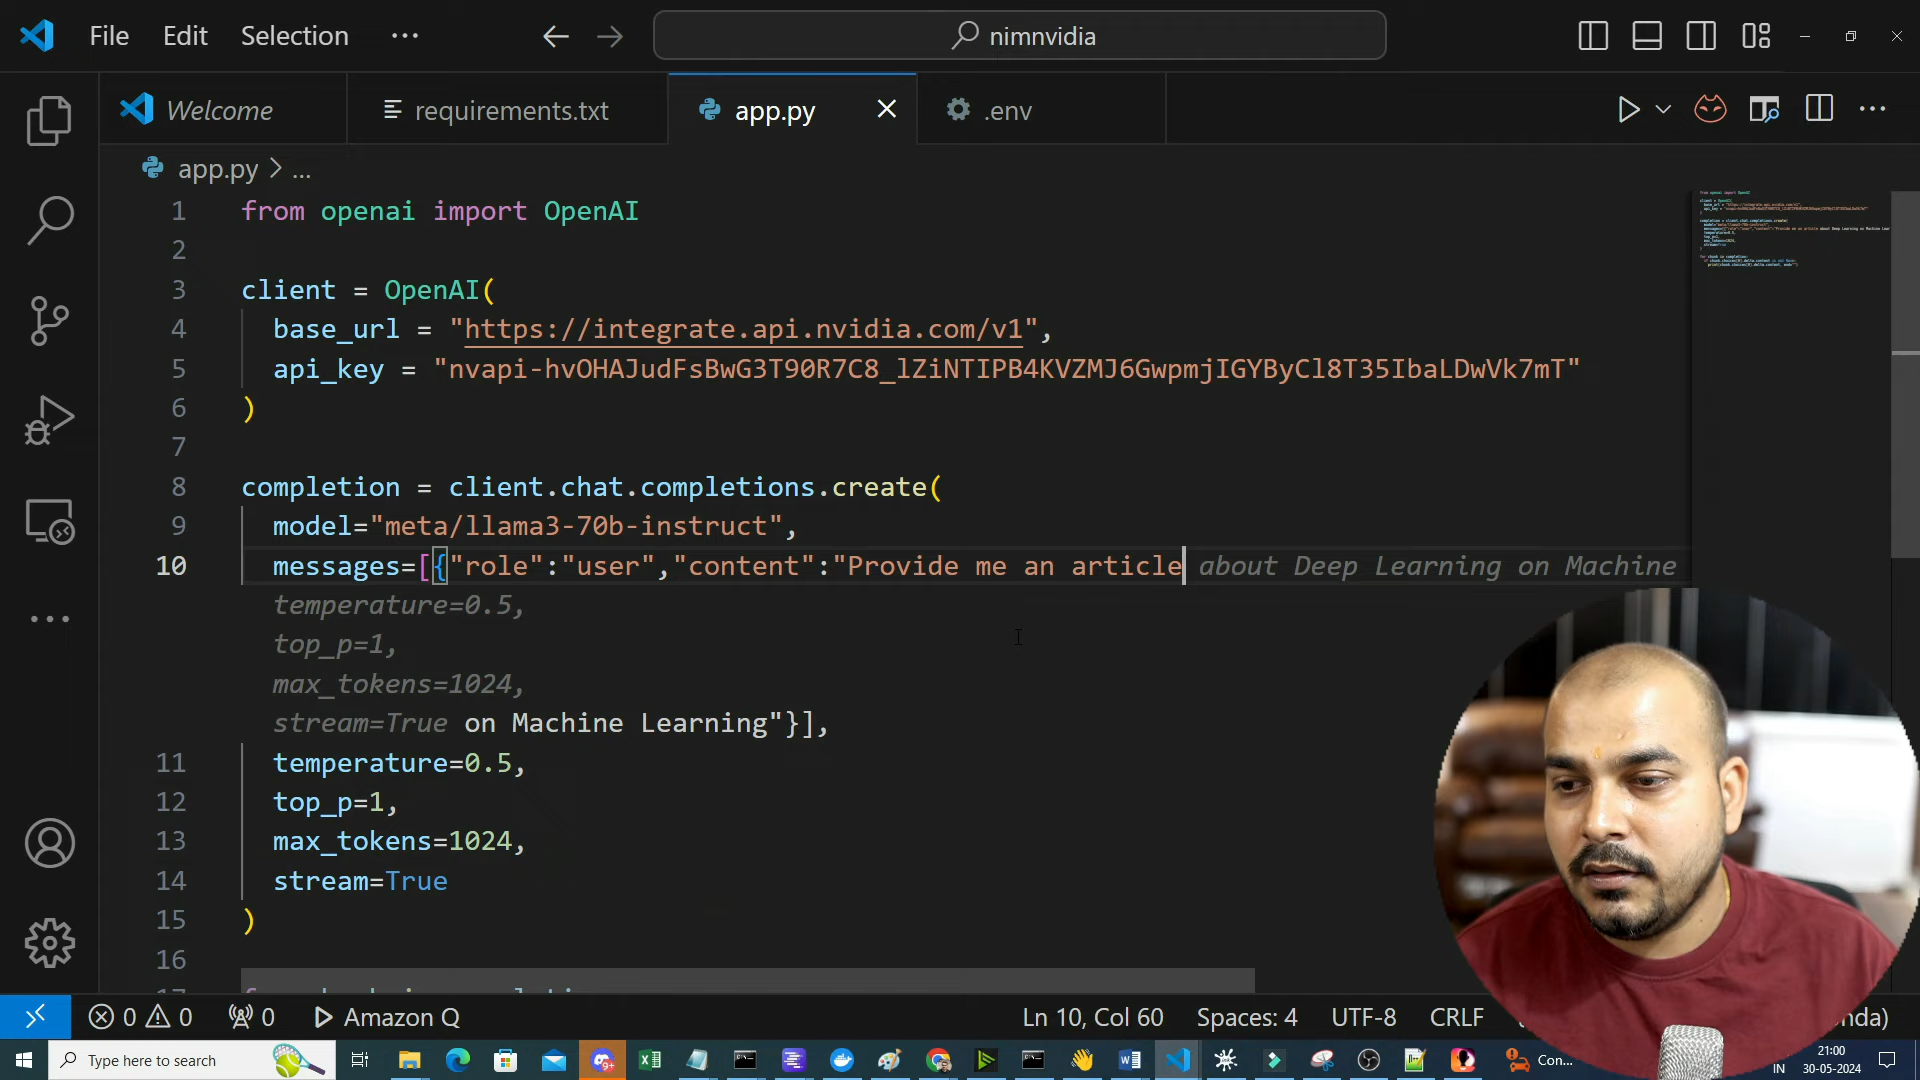 File Edit Selection ··· nimnvidia
Welcome requirements.txt app.py .env
app.py > ...
1 from openai import OpenAI
2
3 client = OpenAI(
4 base_url = "https://integrate.api.nvidia.com/v1",
5 api_key = "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"
6 )
7
8 completion = client.chat.completions.create(
9 model="meta/llama3-70b-instruct",
10 messages=[{"role":"user","content":"Provide me an article about Deep Learning on Machine
temperature=0.5,
top_p=1,
max_tokens=1024,
stream=True on Machine Learning"}],
11 temperature=0.5,
12 top_p=1,
13 max_tokens=1024,
14 stream=True
15 )
16
0 0 0 Amazon Q Ln 10, Col 60 Spaces: 4 UTF-8 CRLF
Type here to search Con... IN 21:00
30-05-2024